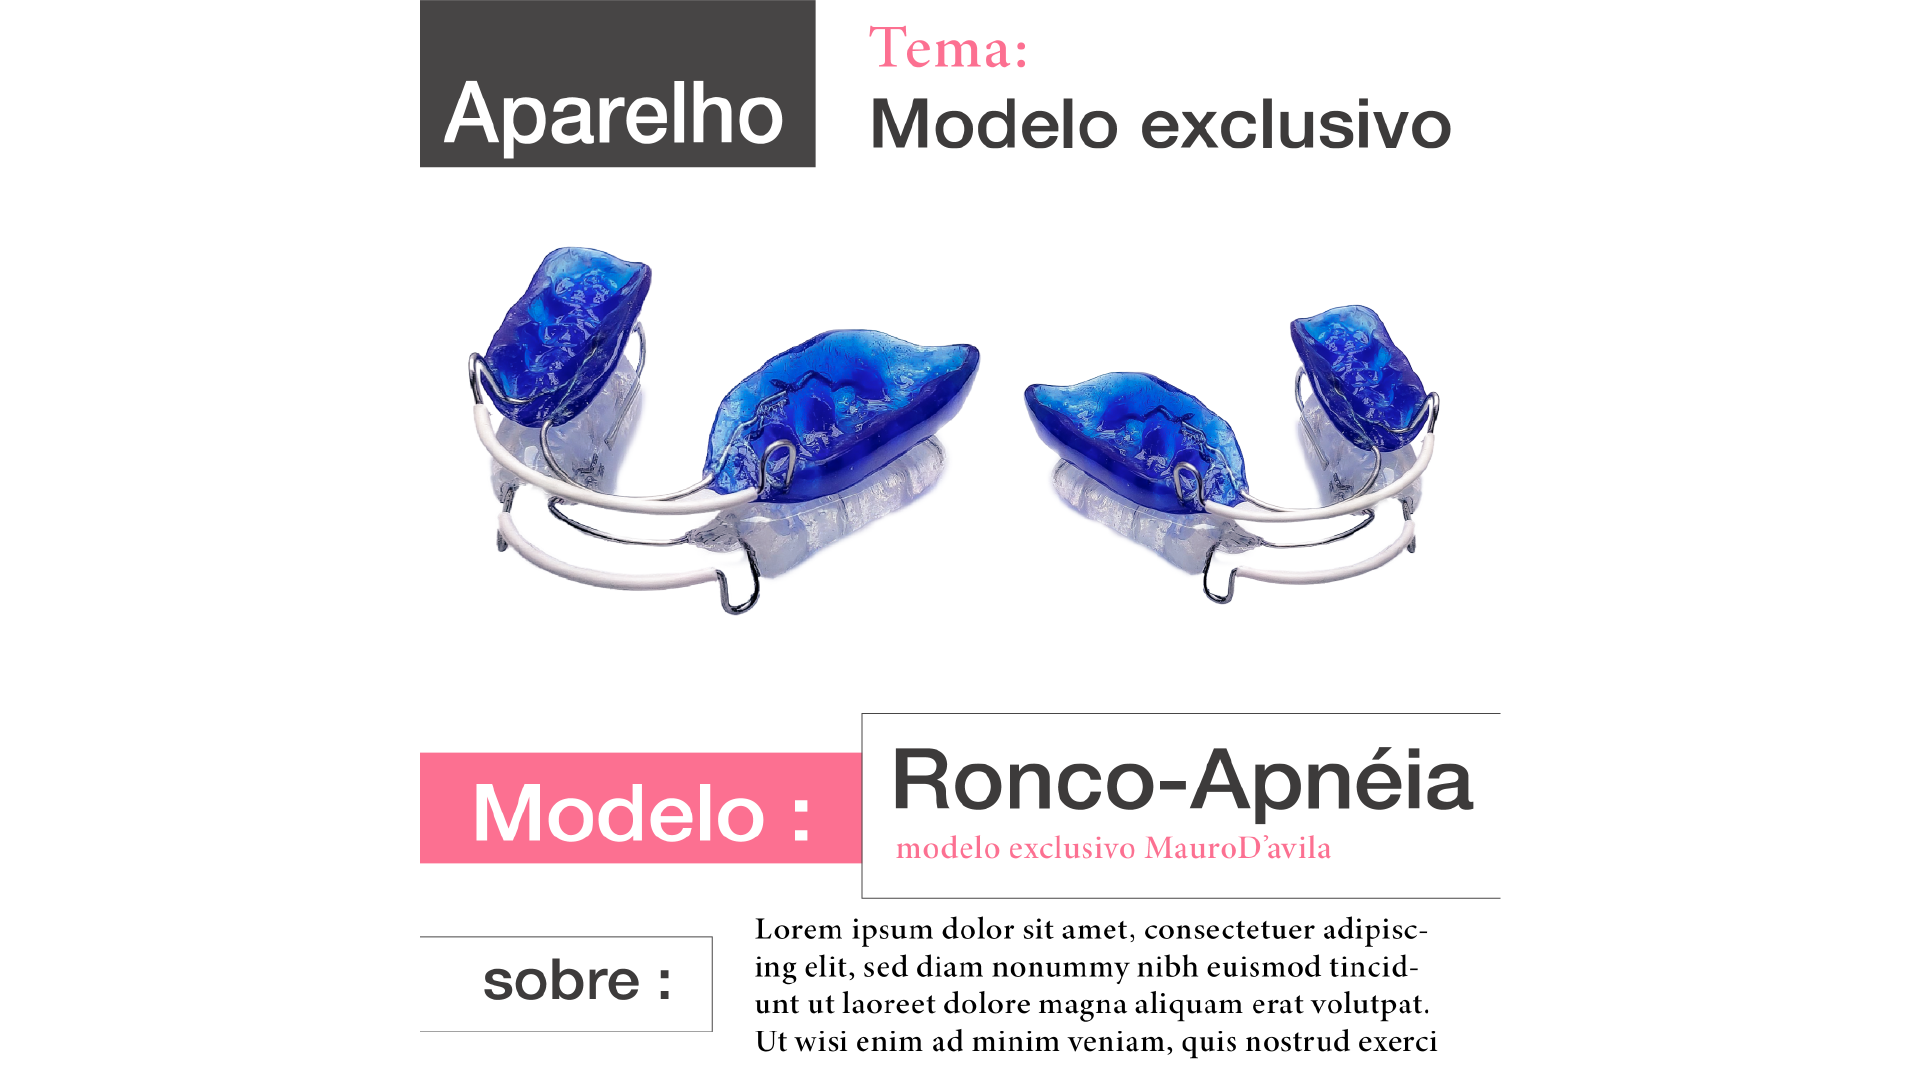 Aparelho
Tema:
Modelo exclusivo
Modelo :
Ronco-Apnéia
modelo exclusivo MauroD’avila
sobre :
Lorem ipsum dolor sit amet, consectetuer adipisc-
ing elit, sed diam nonummy nibh euismod tincid-
unt ut laoreet dolore magna aliquam erat volutpat.
Ut wisi enim ad minim veniam, quis nostrud exerci